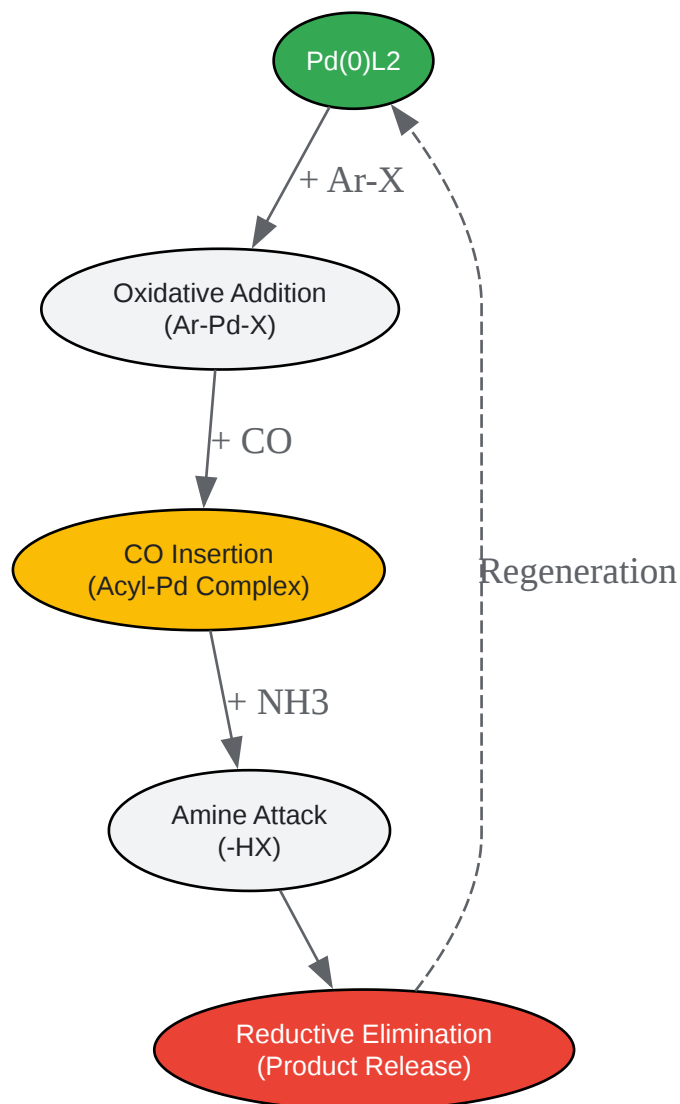 Pd(0)L2
+ Ar-X
Oxidative Addition
(Ar-Pd-X)
+ CO
CO Insertion
(Acyl-Pd Complex)
Regeneration
+ NH3
Amine Attack
(-HX)
Reductive Elimination
(Product Release)